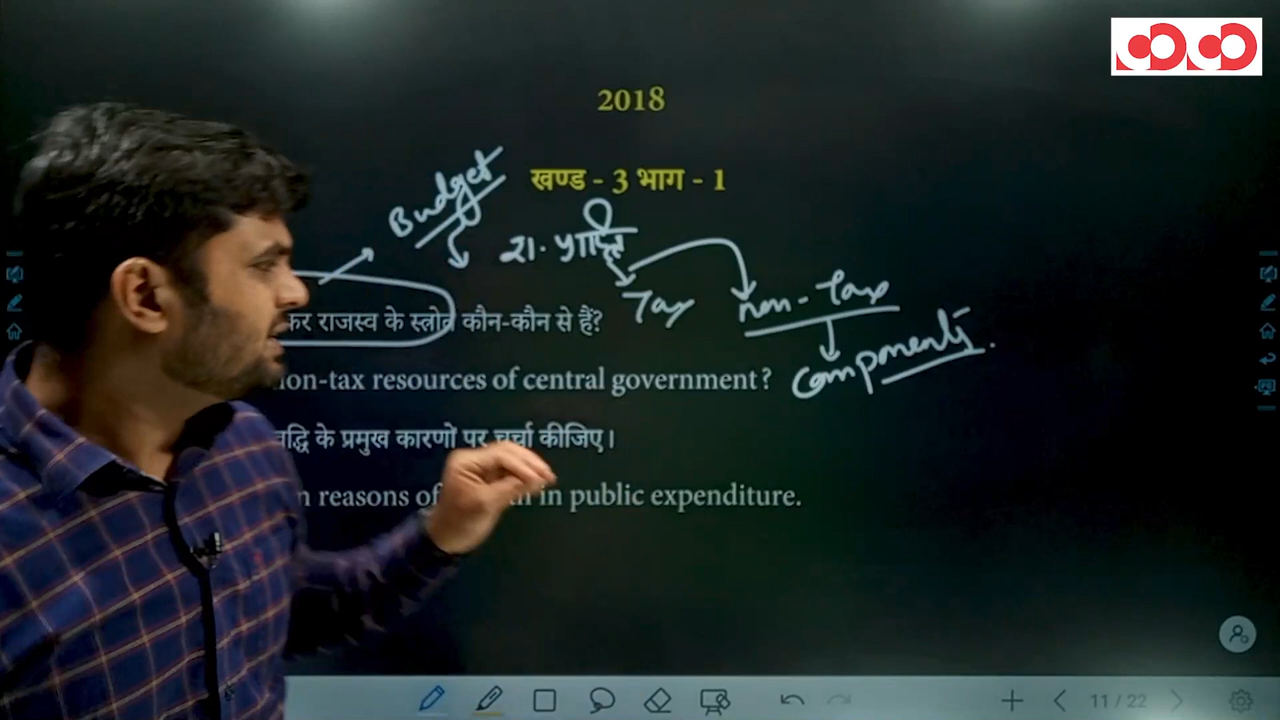 2018
खण्ड - 3 भाग - 1
Budget
रा. प्राप्ति
Tax
non-tax
components.
कर राजस्व के स्त्रोत कौन-कौन से हैं?
non-tax resources of central government?
के प्रमुख कारणों पर चर्चा कीजिए।
reasons of in public expenditure.
11 / 22